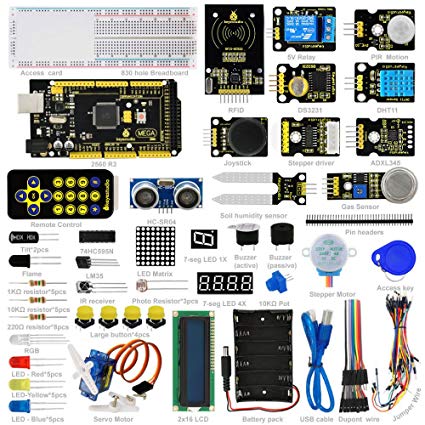 Access card
830 hole Breadboard
RFID
5V Relay
PIR Motion
DS3231
DHT11
MEGA
2560 R3
Joystick
Stepper driver
ADXL345
keyestudio
Remote Control
HC-SR04
Soil humidity sensor
Gas Sensor
Pin headers
Tilt*2pcs
74HC595N
Flame
LM35
LED Matrix
7-seg LED 1X
Buzzer
(active)
Buzzer
(passive)
Stepper Motor
Access key
1KΩ resistor*5pcs
IR receiver
Photo Resistor*3pcs
7-seg LED 4X
10KΩ Pot
10KΩ resistor*5pcs
220Ω resistor*8pcs
Large button*4pcs
RGB
LED - Red*5pcs
LED - Yellow*5pcs
LED - Blue*5pcs
Servo Motor
2x16 LCD
Battery pack
USB cable
Dupont wires
Jumper Wire